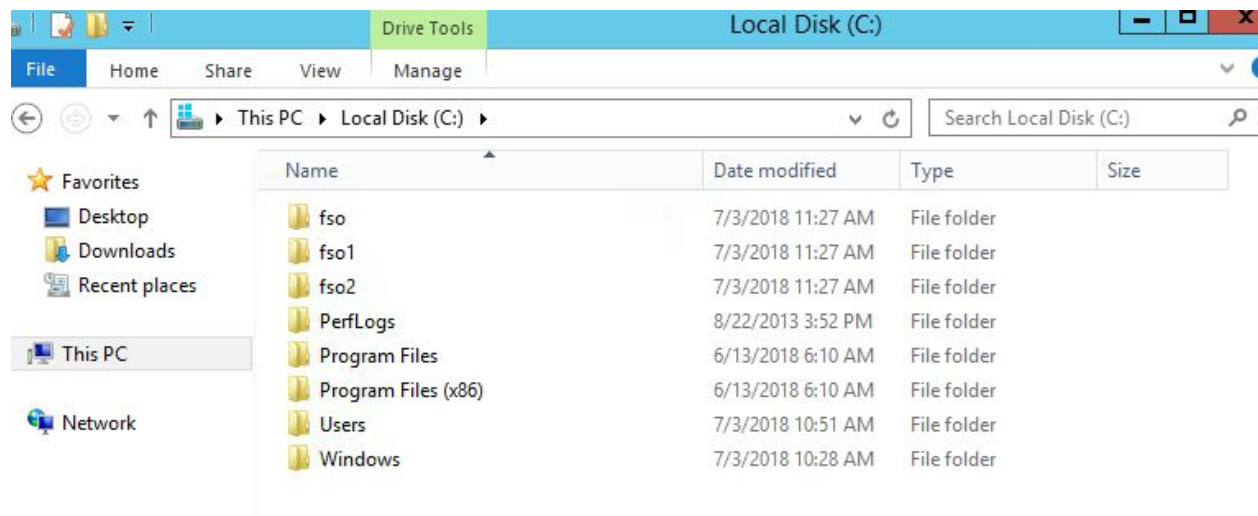 Drive Tools Local Disk (C:)
File Home Share View Manage
This PC Local Disk (C:) Search Local Disk (C:)
Name Date modified Type Size
Favorites
Desktop
Downloads
Recent places
This PC
Network
fso 7/3/2018 11:27 AM File folder
fso1 7/3/2018 11:27 AM File folder
fso2 7/3/2018 11:27 AM File folder
PerfLogs 8/22/2013 3:52 PM File folder
Program Files 6/13/2018 6:10 AM File folder
Program Files (x86) 6/13/2018 6:10 AM File folder
Users 7/3/2018 10:51 AM File folder
Windows 7/3/2018 10:28 AM File folder